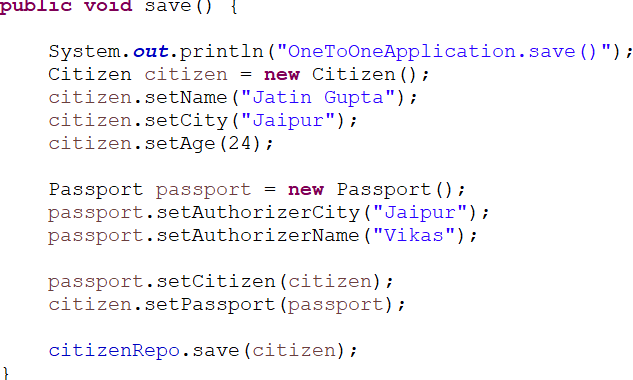 public void save() {
System.out.println("OneToOneApplication.save()");
Citizen citizen = new Citizen();
citizen.setName("Jatin Gupta");
citizen.setCity("Jaipur");
citizen.setAge(24);
Passport passport = new Passport();
passport.setAuthorizerCity("Jaipur");
passport.setAuthorizerName("Vikas");
passport.setCitizen(citizen);
citizen.setPassport(passport);
citizenRepo.save(citizen);
}